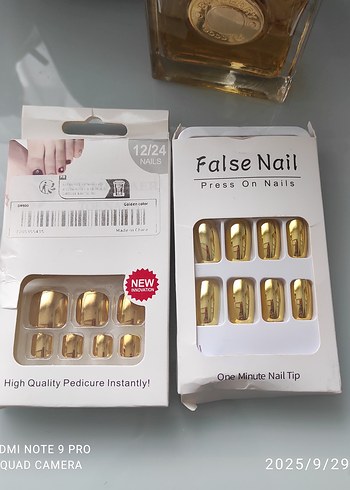 12/24
NAILS
Golden color
Made in China
NEW
INNOVATION
High Quality Pedicure Instantly!
False Nail
Press On Nails
One Minute Nail Tip
DMI NOTE 9 PRO
QUAD CAMERA
2025/9/29